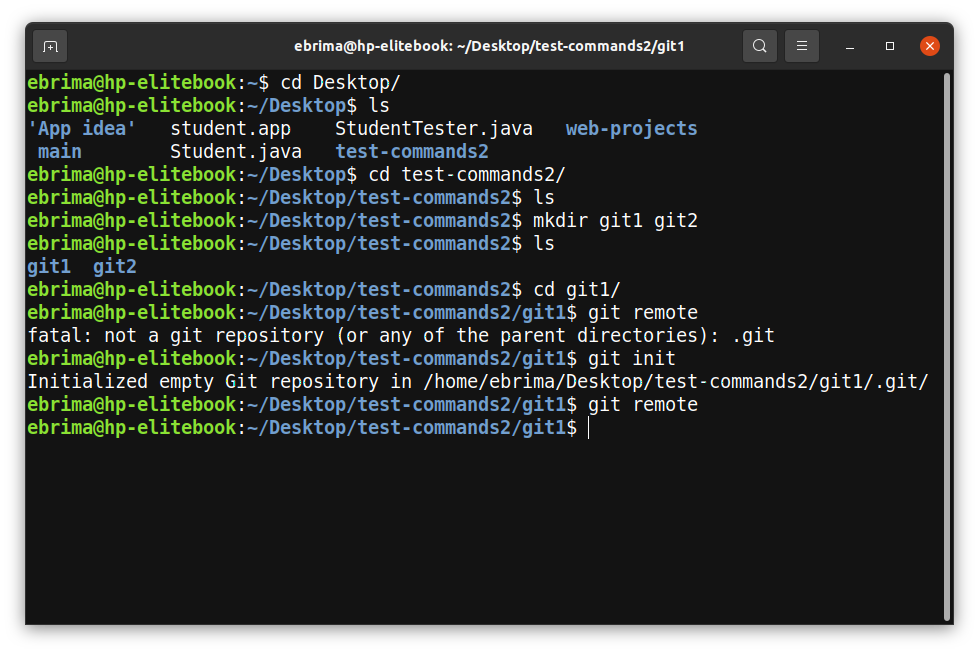 ebrima@hp-elitebook: ~/Desktop/test-commands2/git1
ebrima@hp-elitebook:~$ cd Desktop/
ebrima@hp-elitebook:~/Desktop$ ls
'App idea'   student.app    StudentTester.java   web-projects
 main        Student.java   test-commands2
ebrima@hp-elitebook:~/Desktop$ cd test-commands2/
ebrima@hp-elitebook:~/Desktop/test-commands2$ ls
ebrima@hp-elitebook:~/Desktop/test-commands2$ mkdir git1 git2
ebrima@hp-elitebook:~/Desktop/test-commands2$ ls
git1  git2
ebrima@hp-elitebook:~/Desktop/test-commands2$ cd git1/
ebrima@hp-elitebook:~/Desktop/test-commands2/git1$ git remote
fatal: not a git repository (or any of the parent directories): .git
ebrima@hp-elitebook:~/Desktop/test-commands2/git1$ git init
Initialized empty Git repository in /home/ebrima/Desktop/test-commands2/git1/.git/
ebrima@hp-elitebook:~/Desktop/test-commands2/git1$ git remote
ebrima@hp-elitebook:~/Desktop/test-commands2/git1$